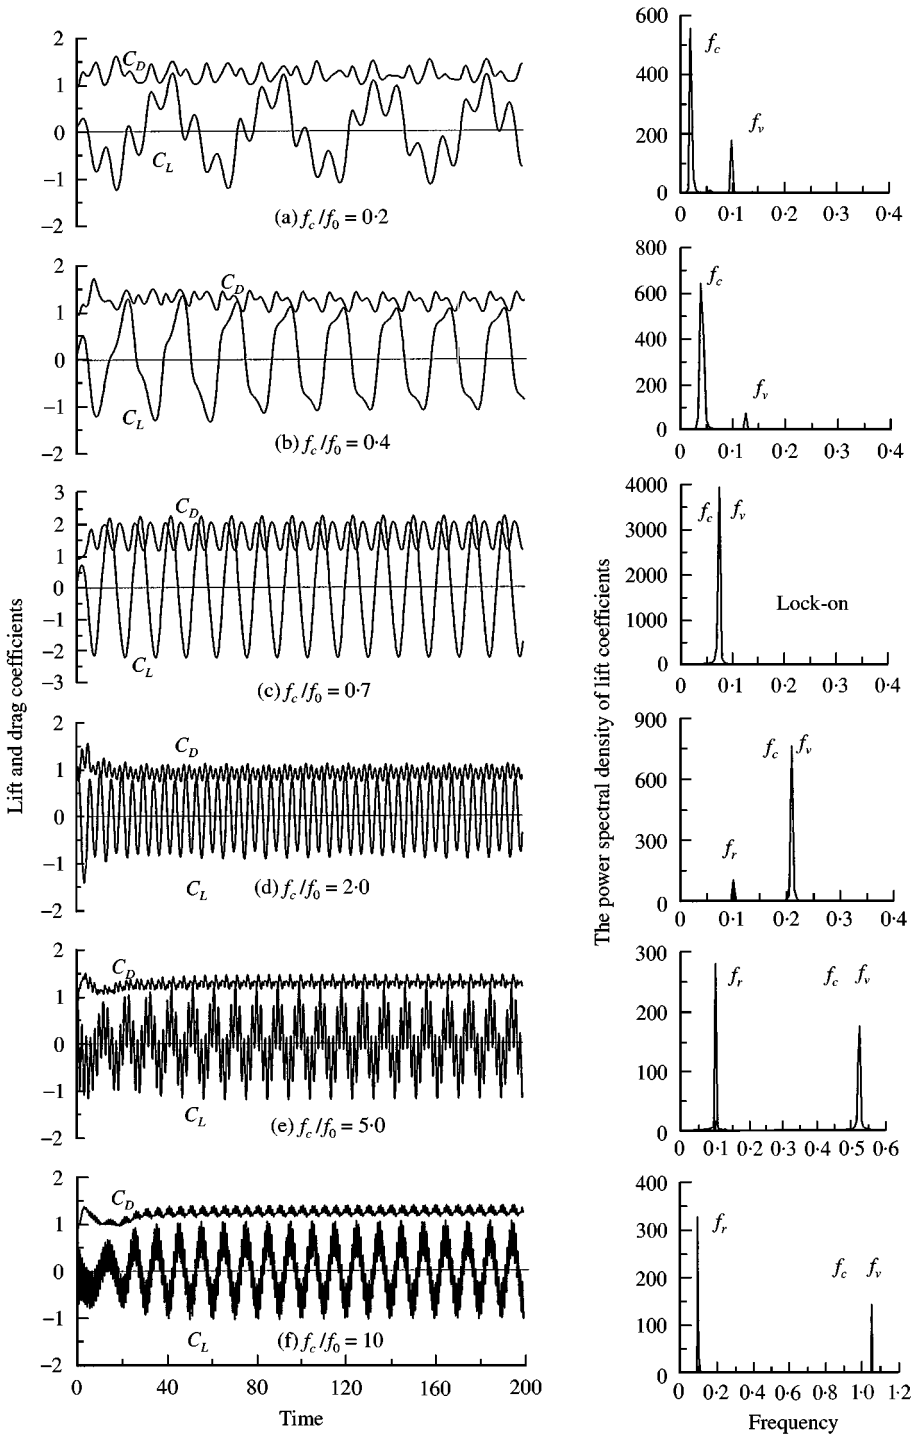 2
1
0
−1
−2
C_D
C_L
(a) f_c/f_0 = 0·2
600
400
200
0
f_c
f_v
0 0·1 0·2 0·3 0·4
2
1
0
−1
−2
C_D
C_L
(b) f_c/f_0 = 0·4
800
600
400
200
0
f_c
f_v
0 0·1 0·2 0·3 0·4
3
2
1
0
−1
−2
−3
C_D
C_L
(c) f_c/f_0 = 0·7
4000
3000
2000
1000
0
f_c f_v
Lock-on
0 0·1 0·2 0·3 0·4
Lift and drag coefficients
The power spectral density of lift coefficients
2
1
0
−1
−2
C_D
C_L (d) f_c/f_0 = 2·0
900
600
300
0
f_c f_v
f_r
0 0·1 0·2 0·3 0·4
2
1
0
−1
−2
C_D
C_L
(e) f_c/f_0 = 5·0
300
200
100
0
f_r f_c f_v
0 0·1 0·2 0·3 0·4 0·5 0·6
2
1
0
−1
−2
C_D
C_L (f) f_c/f_0 = 10
0 40 80 120 160 200
Time
400
300
200
100
0
f_r
f_c f_v
0 0·2 0·4 0·6 0·8 1·0 1·2
Frequency